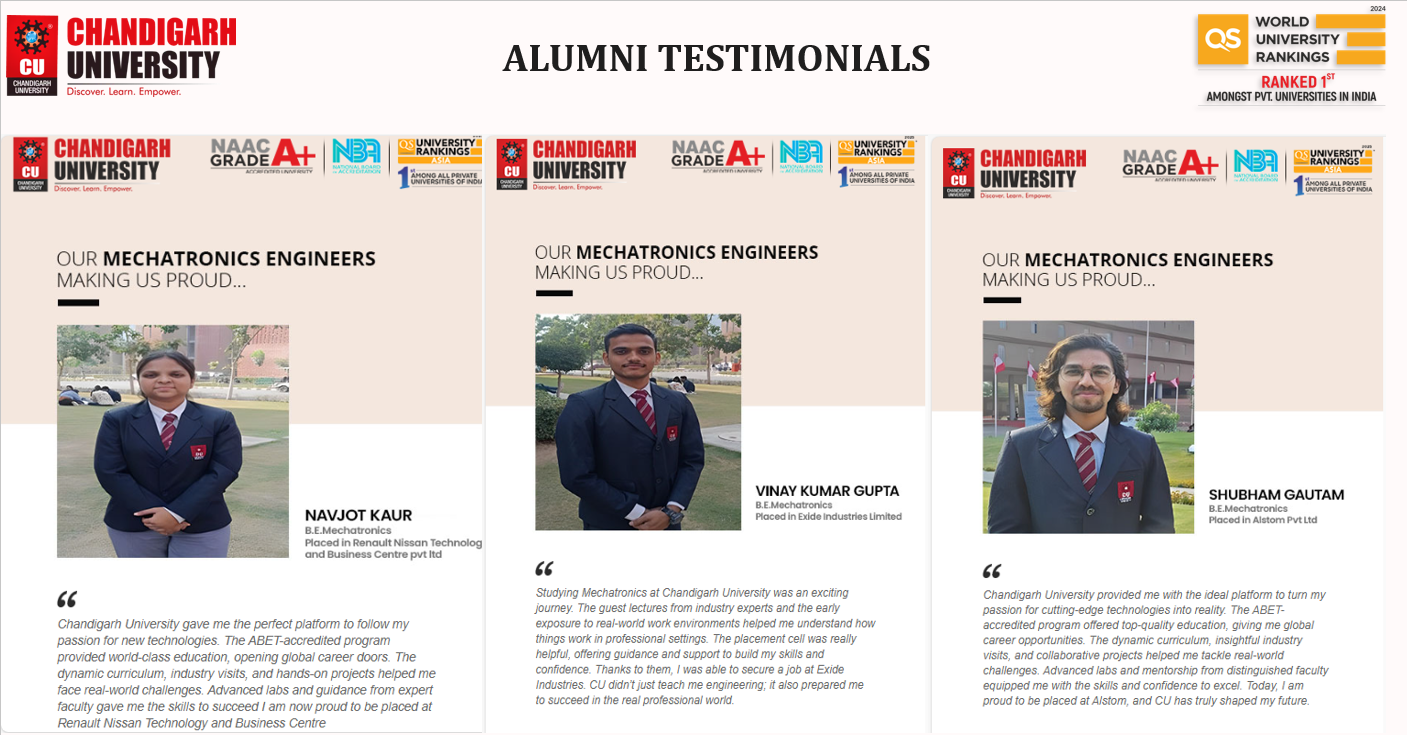 CU
CHANDIGARH
UNIVERSITY
CHANDIGARH
UNIVERSITY
Discover. Learn. Empower.
ALUMNI TESTIMONIALS
2024
QS
WORLD
UNIVERSITY
RANKINGS
RANKED 1ST
AMONGST PVT. UNIVERSITIES IN INDIA
CU
CHANDIGARH
UNIVERSITY
CHANDIGARH
UNIVERSITY
Discover. Learn. Empower.
NAAC
GRADE A+
ACCREDITED UNIVERSITY
NBA
NATIONAL BOARD
OF ACCREDITATION
QS UNIVERSITY
RANKINGS
ASIA
1st AMONG ALL PRIVATE
UNIVERSITIES OF INDIA
OUR MECHATRONICS ENGINEERS
MAKING US PROUD...
NAVJOT KAUR
B.E.Mechatronics
Placed in Renault Nissan Technolog
and Business Centre pvt ltd
“
Chandigarh University gave me the perfect platform to follow my
passion for new technologies. The ABET-accredited program
provided world-class education, opening global career doors. The
dynamic curriculum, industry visits, and hands-on projects helped me
face real-world challenges. Advanced labs and guidance from expert
faculty gave me the skills to succeed I am now proud to be placed at
Renault Nissan Technology and Business Centre
CU
CHANDIGARH
UNIVERSITY
CHANDIGARH
UNIVERSITY
Discover. Learn. Empower.
NAAC
GRADE A+
ACCREDITED UNIVERSITY
NBA
NATIONAL BOARD
OF ACCREDITATION
QS UNIVERSITY
RANKINGS
ASIA
1st AMONG ALL PRIVATE
UNIVERSITIES OF INDIA
OUR MECHATRONICS ENGINEERS
MAKING US PROUD...
VINAY KUMAR GUPTA
B.E.Mechatronics
Placed in Exide Industries Limited
“
Studying Mechatronics at Chandigarh University was an exciting
journey. The guest lectures from industry experts and the early
exposure to real-world work environments helped me understand how
things work in professional settings. The placement cell was really
helpful, offering guidance and support to build my skills and
confidence. Thanks to them, I was able to secure a job at Exide
Industries. CU didn't just teach me engineering; it also prepared me
to succeed in the real professional world.
CU
CHANDIGARH
UNIVERSITY
CHANDIGARH
UNIVERSITY
Discover. Learn. Empower.
NAAC
GRADE A+
ACCREDITED UNIVERSITY
NBA
NATIONAL BOARD
OF ACCREDITATION
QS UNIVERSITY
RANKINGS
ASIA
1st AMONG ALL PRIVATE
UNIVERSITIES OF INDIA
OUR MECHATRONICS ENGINEERS
MAKING US PROUD...
CU
SHUBHAM GAUTAM
B.E.Mechatronics
Placed in Alstom Pvt Ltd
“
Chandigarh University provided me with the ideal platform to turn my
passion for cutting-edge technologies into reality. The ABET-
accredited program offered top-quality education, giving me global
career opportunities. The dynamic curriculum, insightful industry
visits, and collaborative projects helped me tackle real-world
challenges. Advanced labs and mentorship from distinguished faculty
equipped me with the skills and confidence to excel. Today, I am
proud to be placed at Alstom, and CU has truly shaped my future.